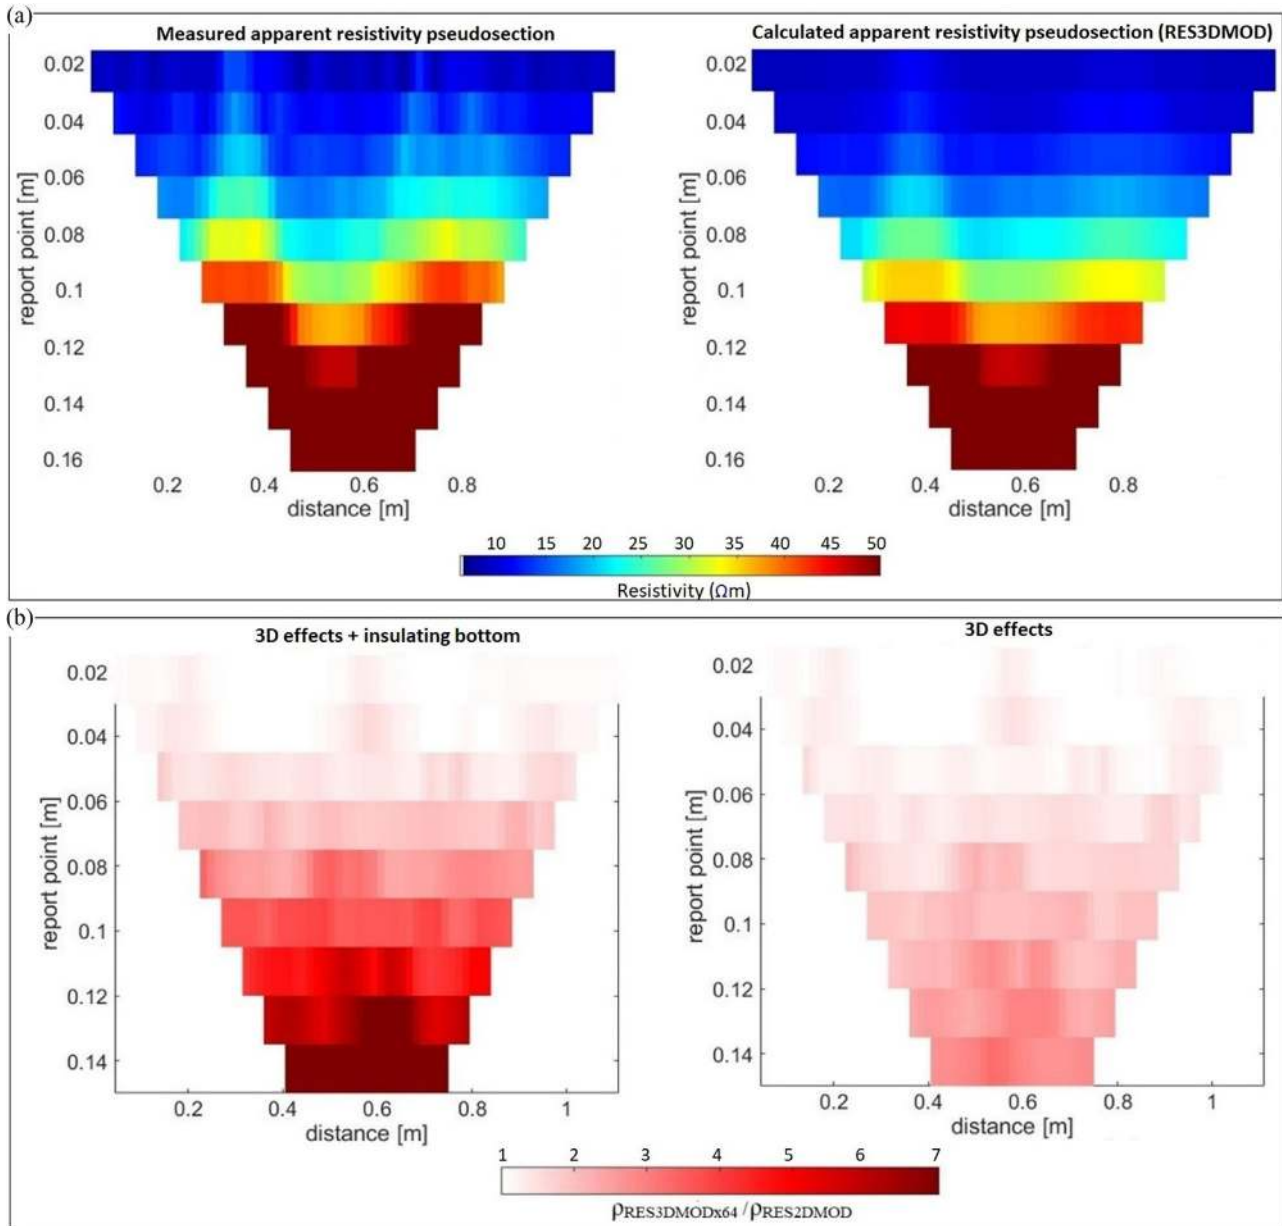 (a)
Measured apparent resistivity pseudosection
Calculated apparent resistivity pseudosection (RES3DMOD)
0.02
0.04
0.06
0.08
0.1
0.12
0.14
0.16
report point [m]
0.2 0.4 0.6 0.8
distance [m]
0.02
0.04
0.06
0.08
0.1
0.12
0.14
0.16
report point [m]
0.2 0.4 0.6 0.8
distance [m]
10 15 20 25 30 35 40 45 50
Resistivity (Ωm)
(b)
3D effects + insulating bottom
3D effects
0.02
0.04
0.06
0.08
0.1
0.12
0.14
report point [m]
0.2 0.4 0.6 0.8 1
distance [m]
0.02
0.04
0.06
0.08
0.1
0.12
0.14
report point [m]
0.2 0.4 0.6 0.8 1
distance [m]
1 2 3 4 5 6 7
ρRES3DMODx64 /ρRES2DMOD